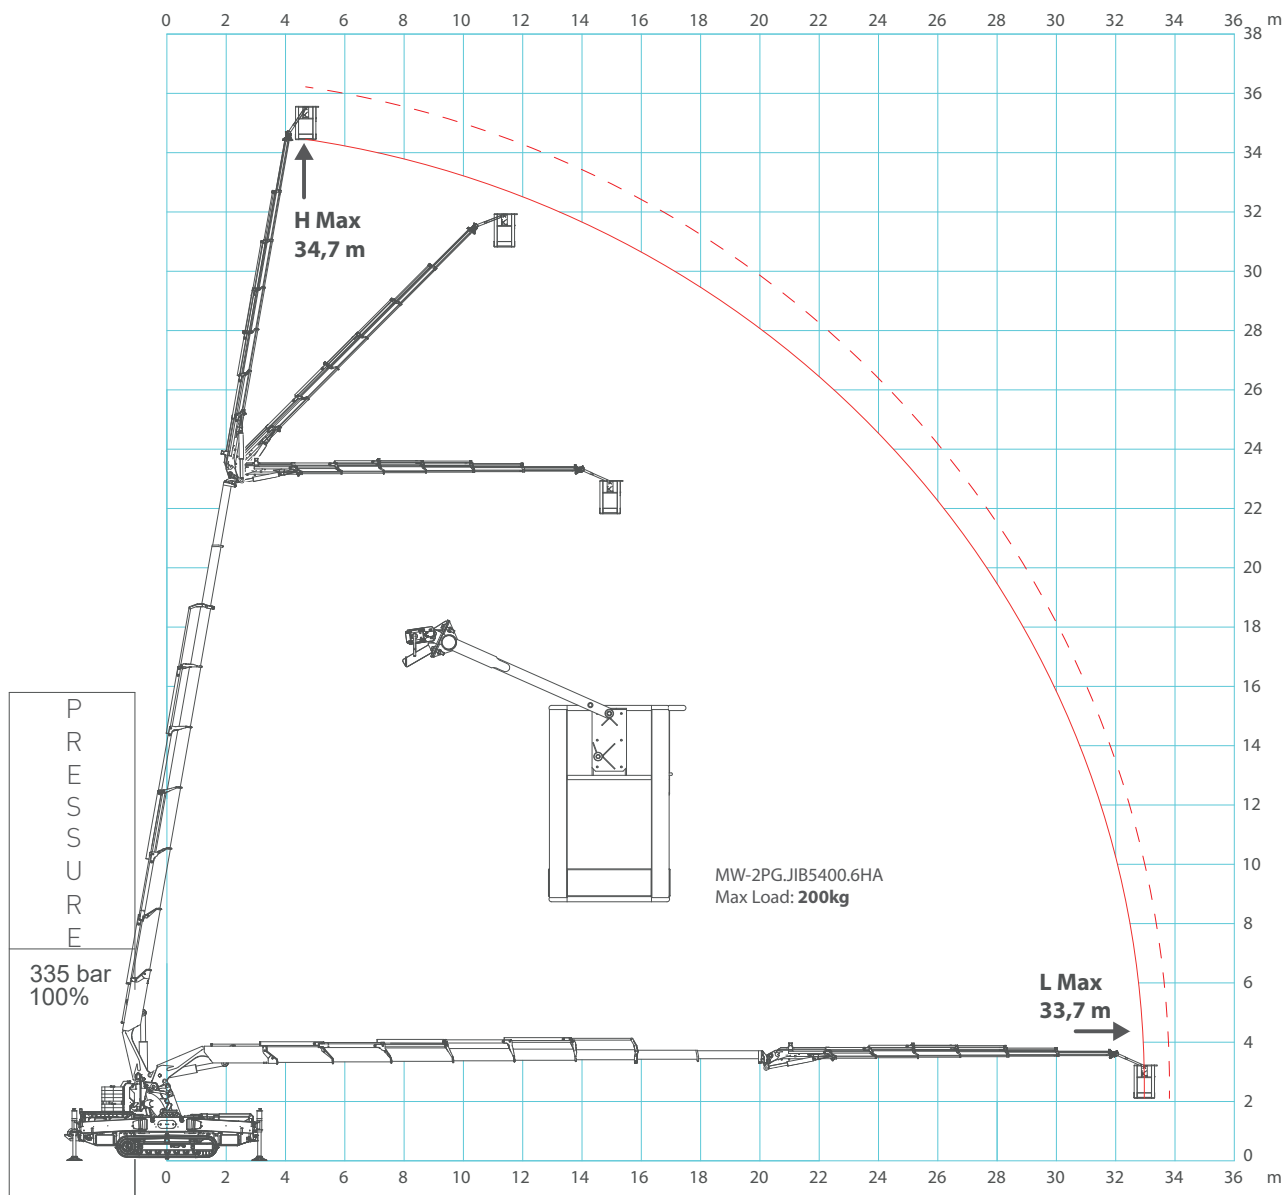 0 2 4 6 8 10 12 14 16 18 20 22 24 26 28 30 32 34 36 m
38
36
34
H Max
34,7 m
32
30
28
26
24
22
20
18
16
P
R
E
S
S
U
R
E
14
12
10
MW-2PG.JIB5400.6HA
Max Load: 200kg
8
335 bar
100%
6
L Max
33,7 m
4
2
0
0 2 4 6 8 10 12 14 16 18 20 22 24 26 28 30 32 34 36 m